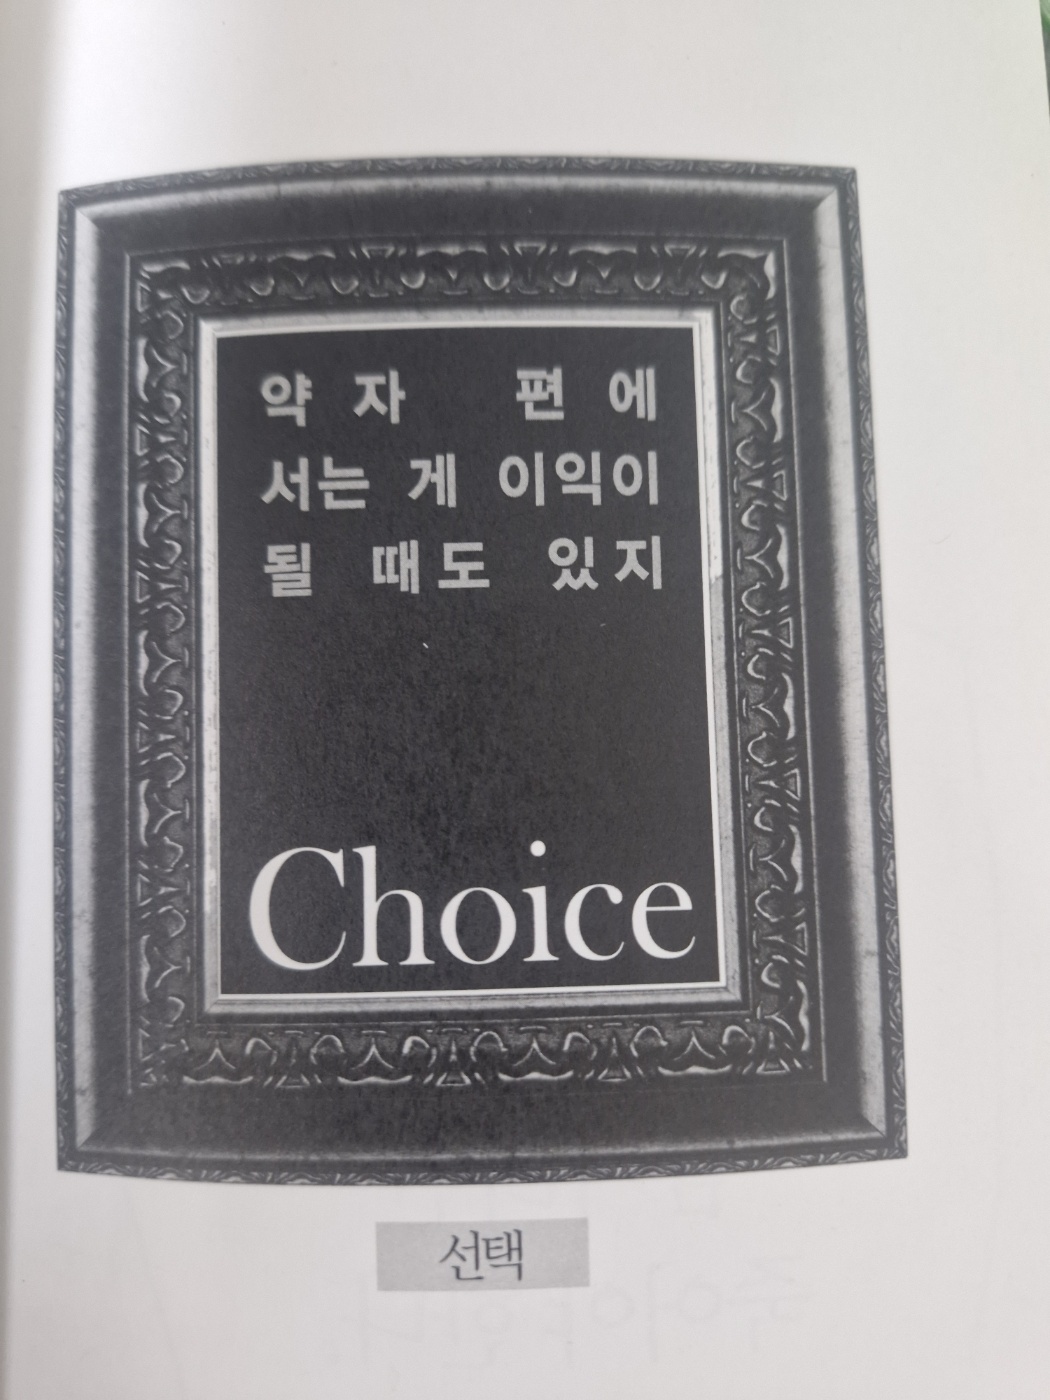 약자 편에
서는 게 이익이
될 때도 있지
Choice
선택